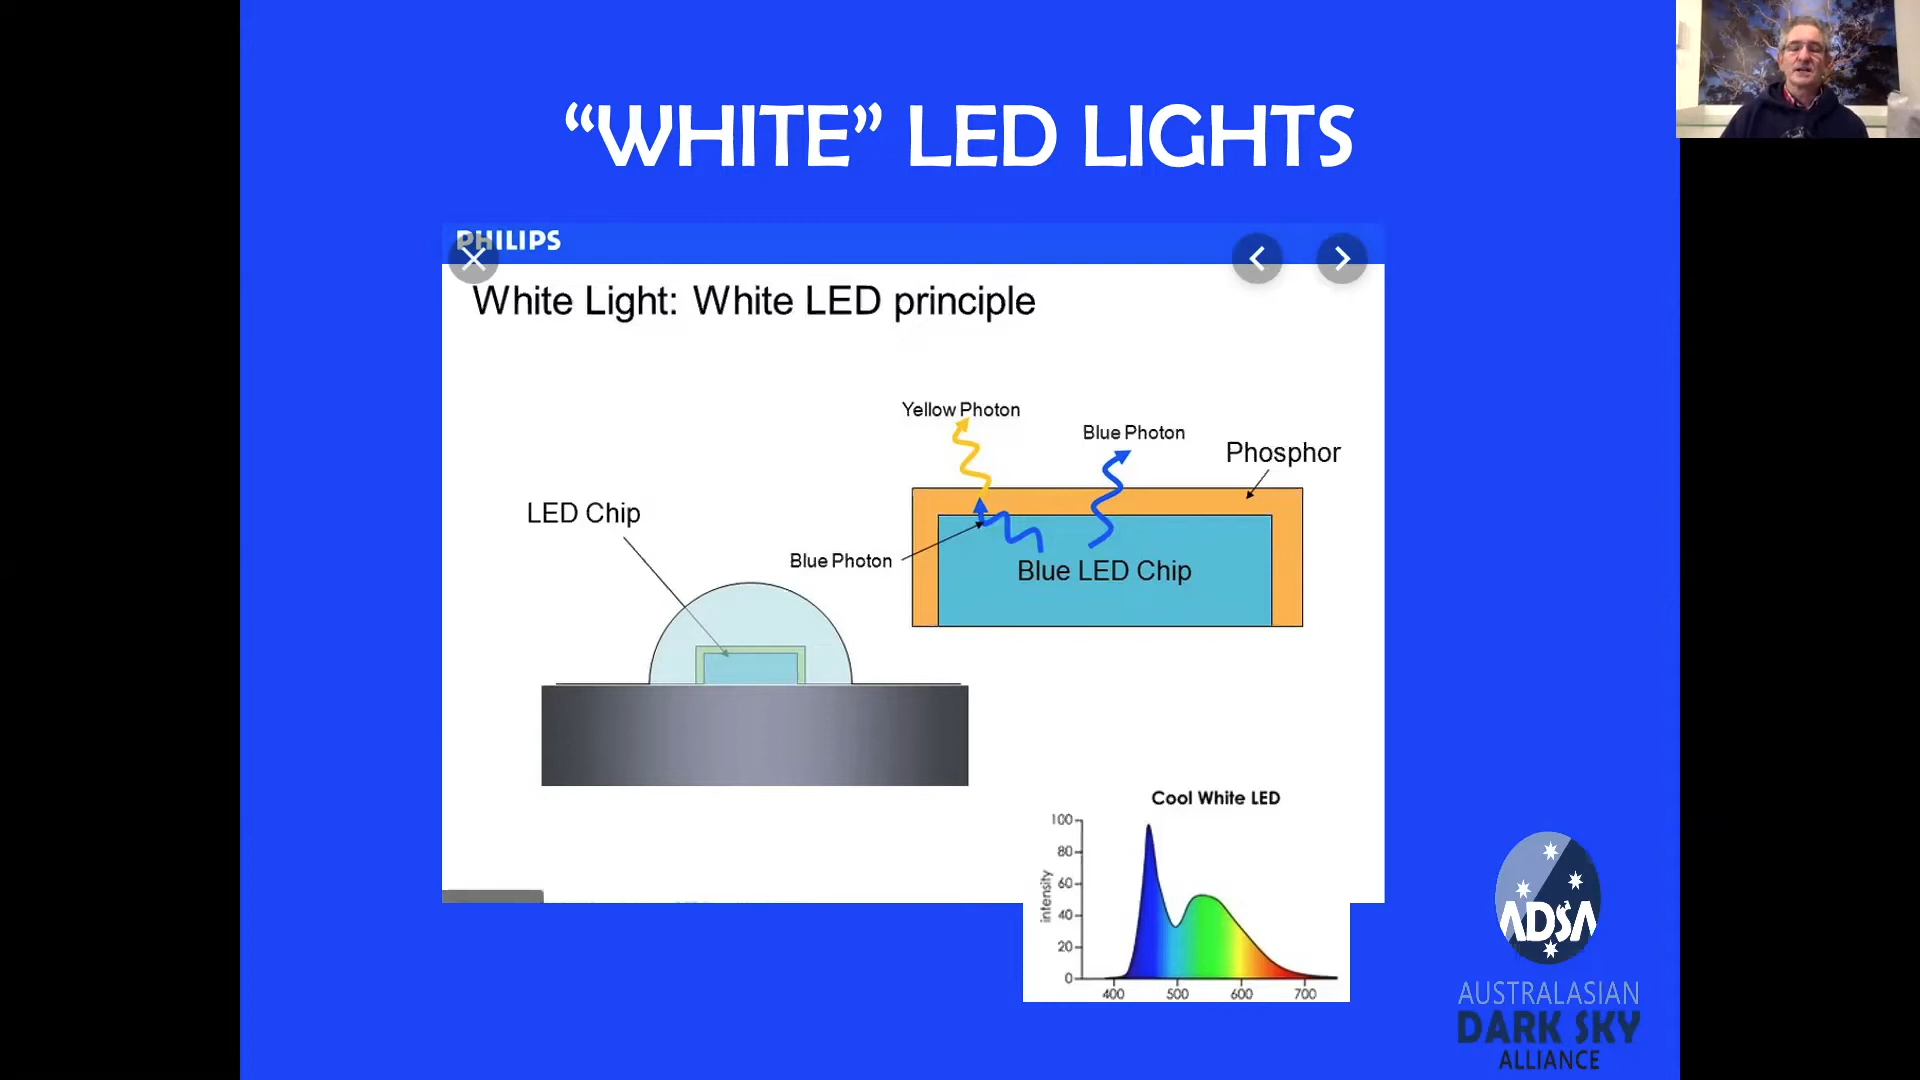 “WHITE” LED LIGHTS
PHILIPS
White Light: White LED principle
Yellow Photon
Blue Photon
Phosphor
LED Chip
Blue Photon
Blue LED Chip
Cool White LED
intensity
100
80
60
40
20
0
400 500 600 700
ADSA
AUSTRALASIAN
DARK SKY
ALLIANCE